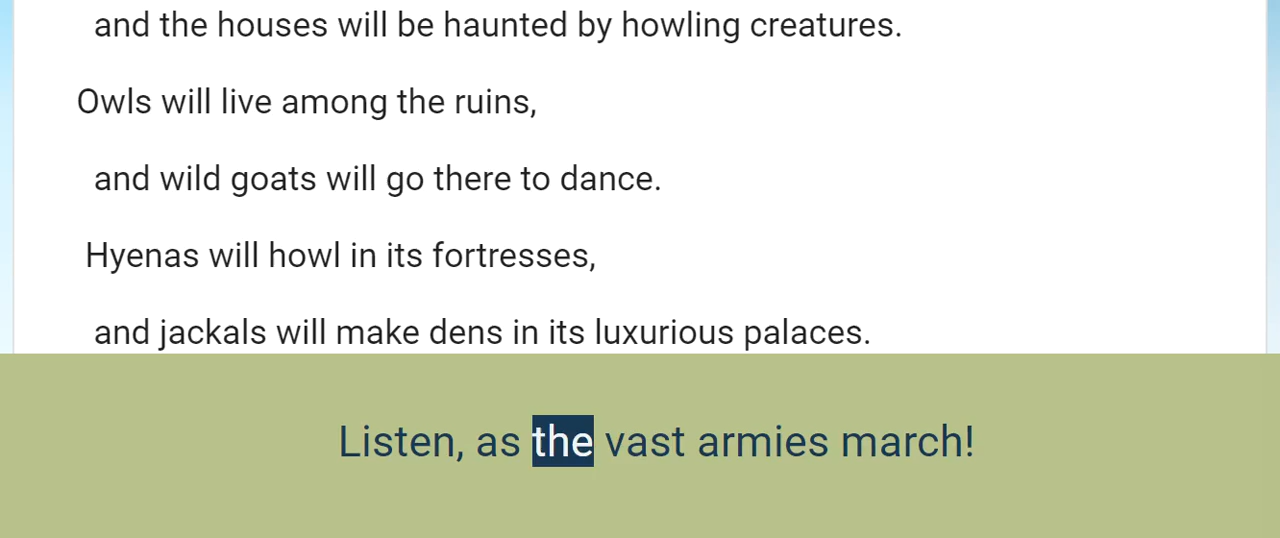 and the houses will be haunted by howling creatures.
Owls will live among the ruins,
and wild goats will go there to dance.
Hyenas will howl in its fortresses,
and jackals will make dens in its luxurious palaces.
Listen, as the vast armies march!